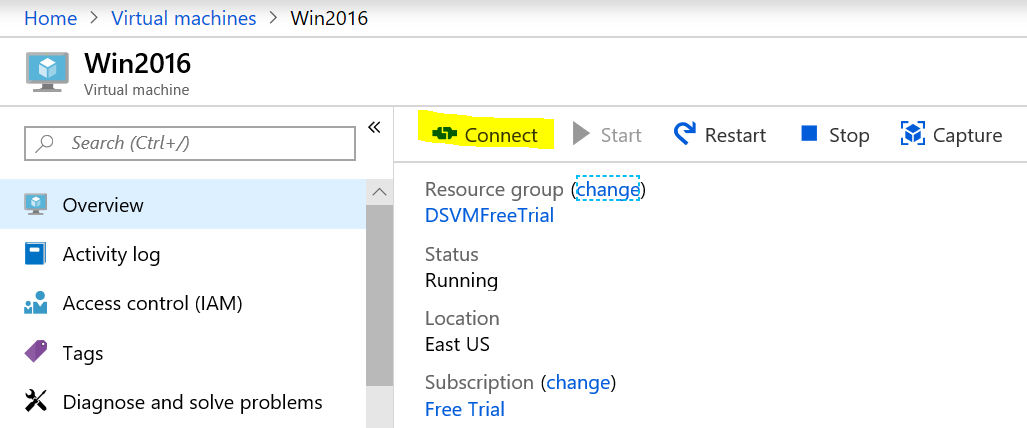 Home > Virtual machines > Win2016
Win2016
Virtual machine
Search (Ctrl+/)
«
Overview
Activity log
Access control (IAM)
Tags
Diagnose and solve problems
Connect Start Restart Stop Capture
Resource group (change)
DSVMFreeTrial
Status
Running
Location
East US
Subscription (change)
Free Trial